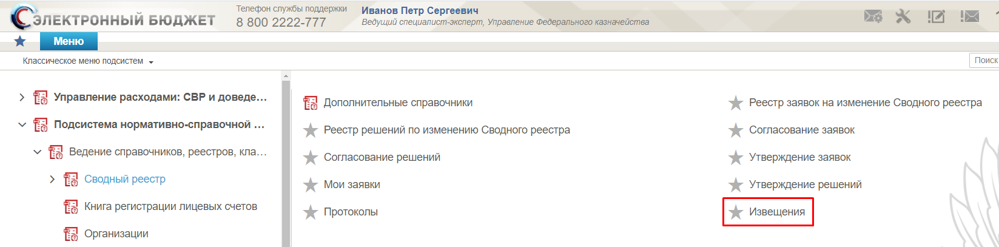 ЭЛЕКТРОННЫЙ БЮДЖЕТ
Телефон службы поддержки
8 800 2222-777
Иванов Петр Сергеевич
Ведущий специалист-эксперт, Управление Федерального казначейства
Меню
Классическое меню подсистем
Поиск
Управление расходами: СВР и доведе...
Подсистема нормативно-справочной ...
Ведение справочников, реестров, кла...
Сводный реестр
Книга регистрации лицевых счетов
Организации
Дополнительные справочники
Реестр решений по изменению Сводного реестра
Согласование решений
Мои заявки
Протоколы
Реестр заявок на изменение Сводного реестра
Согласование заявок
Утверждение заявок
Утверждение решений
Извещения